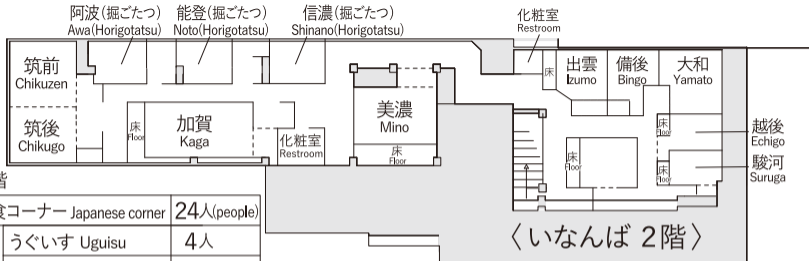 阿波(掘ごたつ)
Awa(Horigotatsu)
能登(掘ごたつ)
Noto(Horigotatsu)
信濃(掘ごたつ)
Shinano(Horigotatsu)
化粧室
Restroom
筑前
Chikuzen
筑後
Chikugo
床
Floor
加賀
Kaga
化粧室
Restroom
美濃
Mino
床
Floor
床
出雲
Izumo
備後
Bingo
大和
Yamato
床
Floor
床
Floor
床
Floor
越後
Echigo
駿河
Suruga
階
食コーナー Japanese corner 24人(people)
うぐいす Uguisu 4人
〈いなんば 2階〉